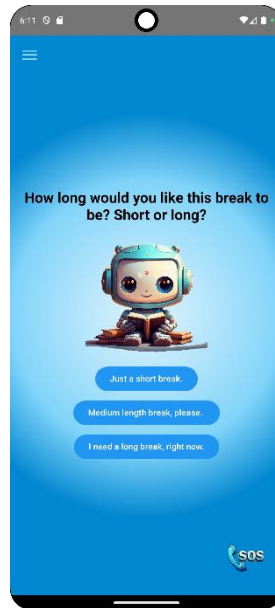 6:11
How long would you like this break to
be? Short or long?
Just a short break.
Medium length break, please.
I need a long break, right now.
SOS